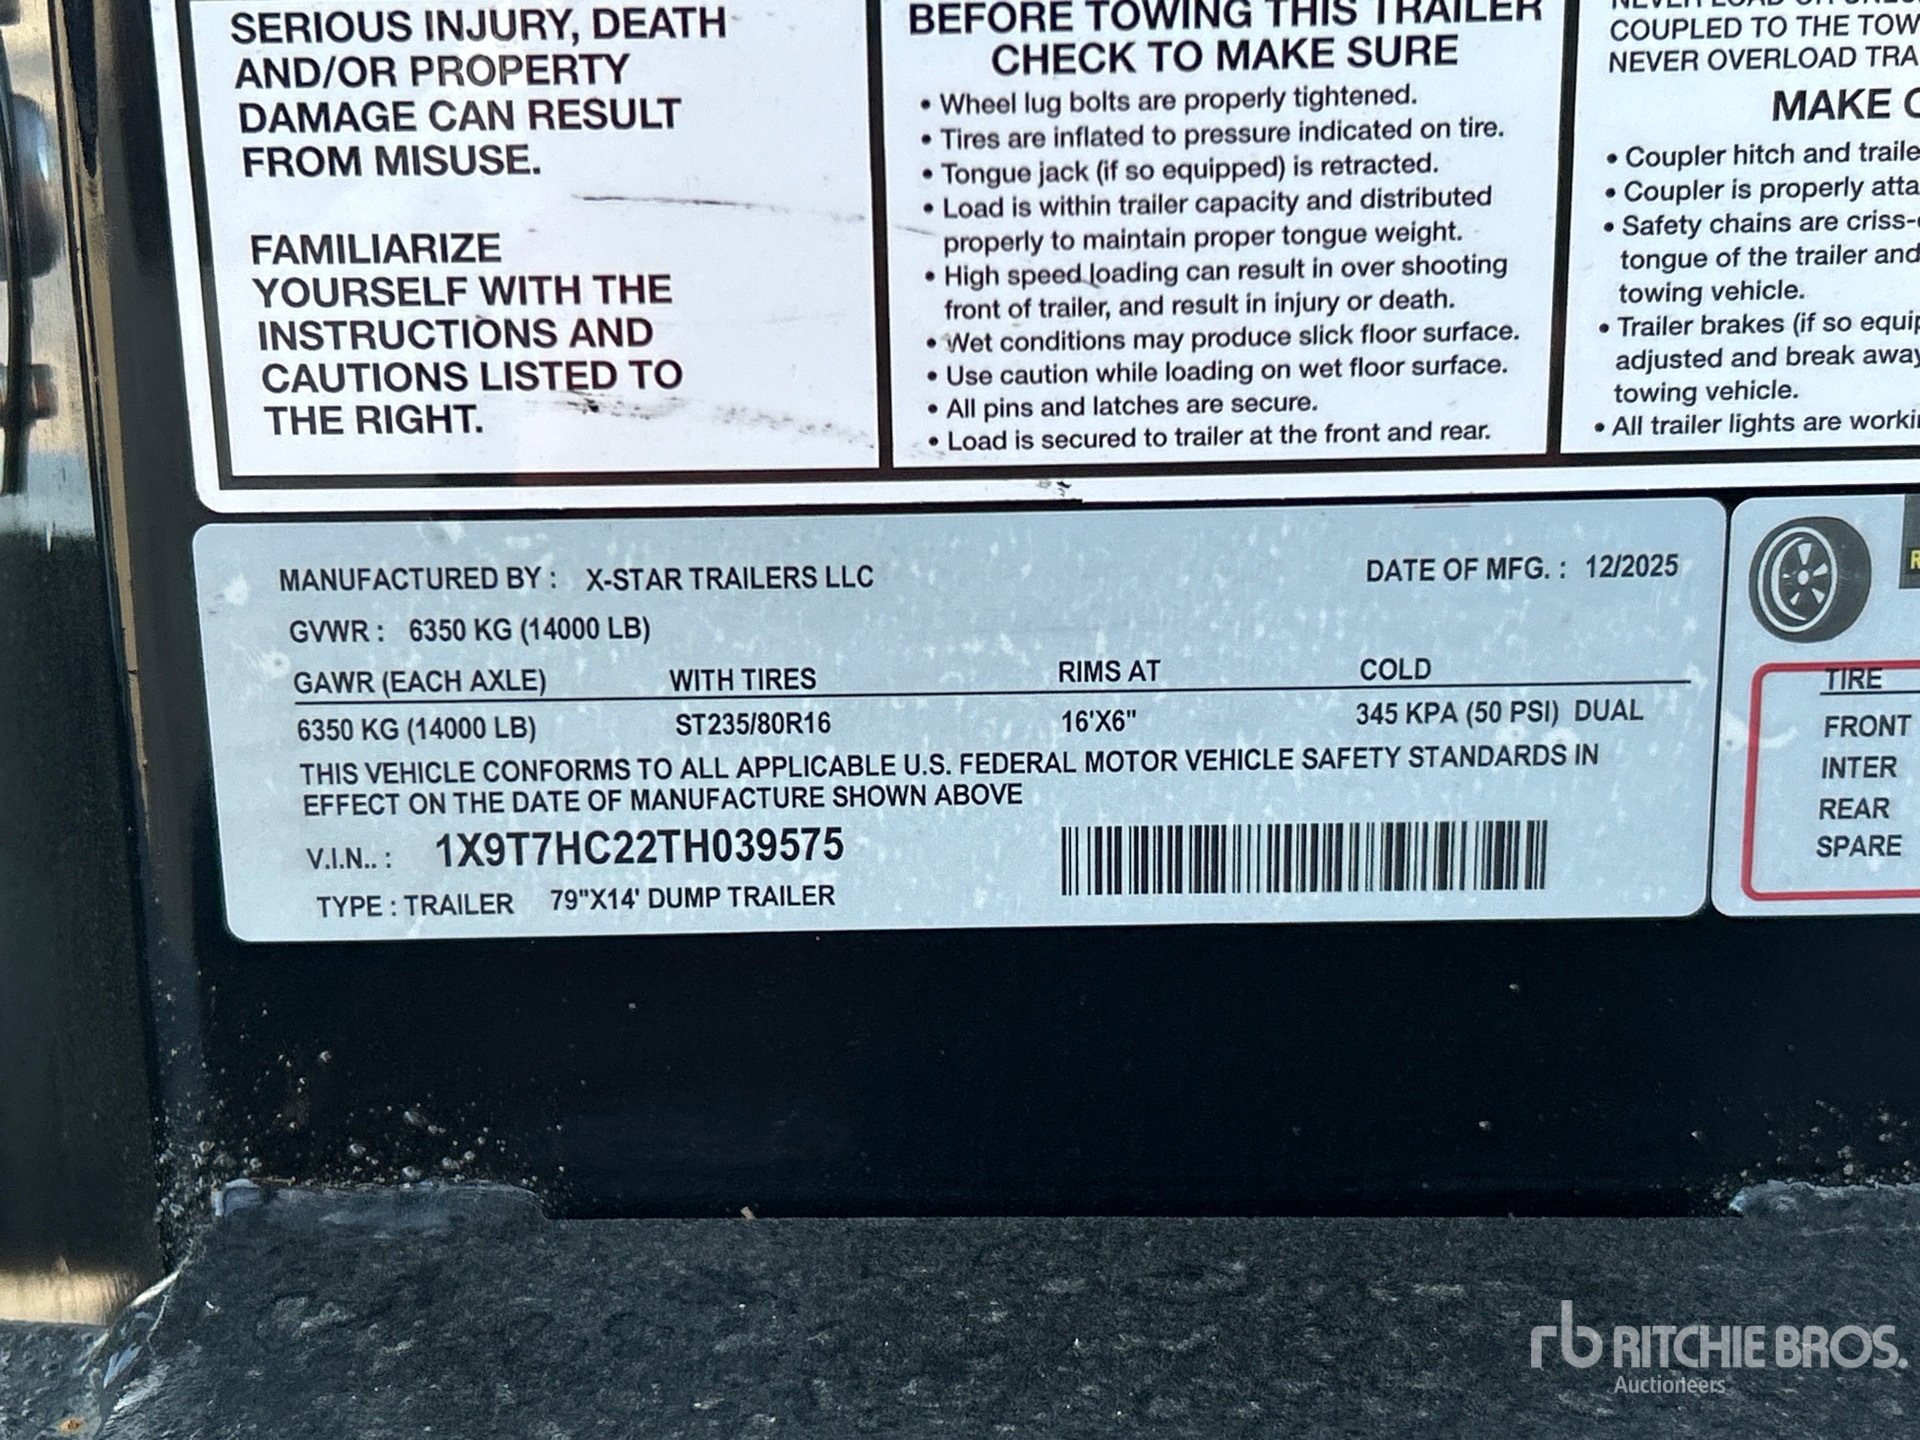 SERIOUS INJURY, DEATH
AND/OR PROPERTY
DAMAGE CAN RESULT
FROM MISUSE.
FAMILIARIZE
YOURSELF WITH THE
INSTRUCTIONS AND
CAUTIONS LISTED TO
THE RIGHT.
BEFORE TOWING THIS TRAILER
CHECK TO MAKE SURE
• Wheel lug bolts are properly tightened.
• Tires are inflated to pressure indicated on tire.
• Tongue jack (if so equipped) is retracted.
• Load is within trailer capacity and distributed
properly to maintain proper tongue weight.
• High speed loading can result in over shooting
front of trailer, and result in injury or death.
• Wet conditions may produce slick floor surface.
• Use caution while loading on wet floor surface.
• All pins and latches are secure.
• Load is secured to trailer at the front and rear.
COUPLED TO THE TOW
NEVER OVERLOAD TRA
MAKE
• Coupler hitch and traile
• Coupler is properly atta
• Safety chains are criss-
tongue of the trailer and
towing vehicle.
• Trailer brakes (if so equip
adjusted and break away
towing vehicle.
• All trailer lights are workin
MANUFACTURED BY : X-STAR TRAILERS LLC DATE OF MFG. : 12/2025
GVWR : 6350 KG (14000 LB)
GAWR (EACH AXLE) WITH TIRES RIMS AT COLD
6350 KG (14000 LB) ST235/80R16 16'X6" 345 KPA (50 PSI) DUAL
THIS VEHICLE CONFORMS TO ALL APPLICABLE U.S. FEDERAL MOTOR VEHICLE SAFETY STANDARDS IN
EFFECT ON THE DATE OF MANUFACTURE SHOWN ABOVE
V.I.N.. : 1X9T7HC22TH039575
TYPE : TRAILER 79"X14' DUMP TRAILER
TIRE
FRONT
INTER
REAR
SPARE
rb RITCHIE BROS.
Auctioneers